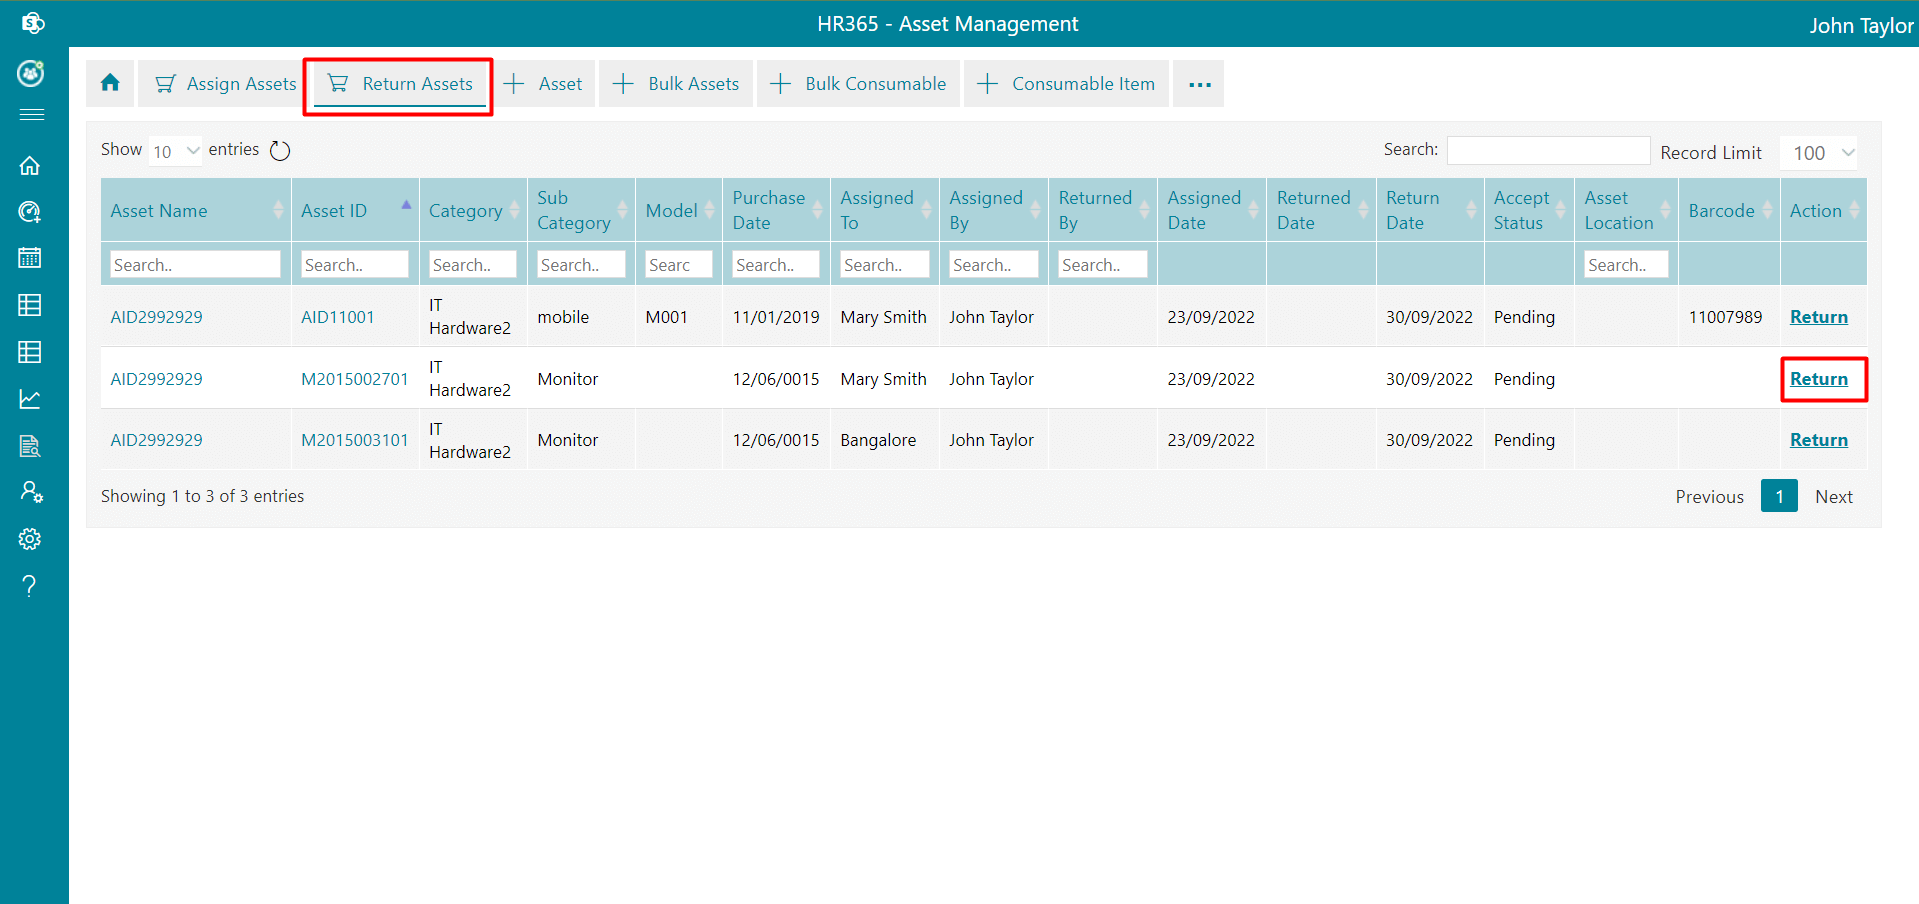 HR365 - Asset Management
John Taylor
Assign Assets
Return Assets
Asset
Bulk Assets
Bulk Consumable
Consumable Item
Show 10 entries
Search:
Record Limit 100
Asset Name
Asset ID
Category
Sub Category
Model
Purchase Date
Assigned To
Assigned By
Returned By
Assigned Date
Returned Date
Return Date
Accept Status
Asset Location
Barcode
Action
Search.. Search.. Search.. Search.. Searc Search.. Search.. Search.. Search.. Search..
AID2992929 AID11001 IT Hardware2 mobile M001 11/01/2019 Mary Smith John Taylor 23/09/2022 30/09/2022 Pending 11007989 Return
AID2992929 M2015002701 IT Hardware2 Monitor 12/06/0015 Mary Smith John Taylor 23/09/2022 30/09/2022 Pending Return
AID2992929 M2015003101 IT Hardware2 Monitor 12/06/0015 Bangalore John Taylor 23/09/2022 30/09/2022 Pending Return
Showing 1 to 3 of 3 entries
Previous 1 Next